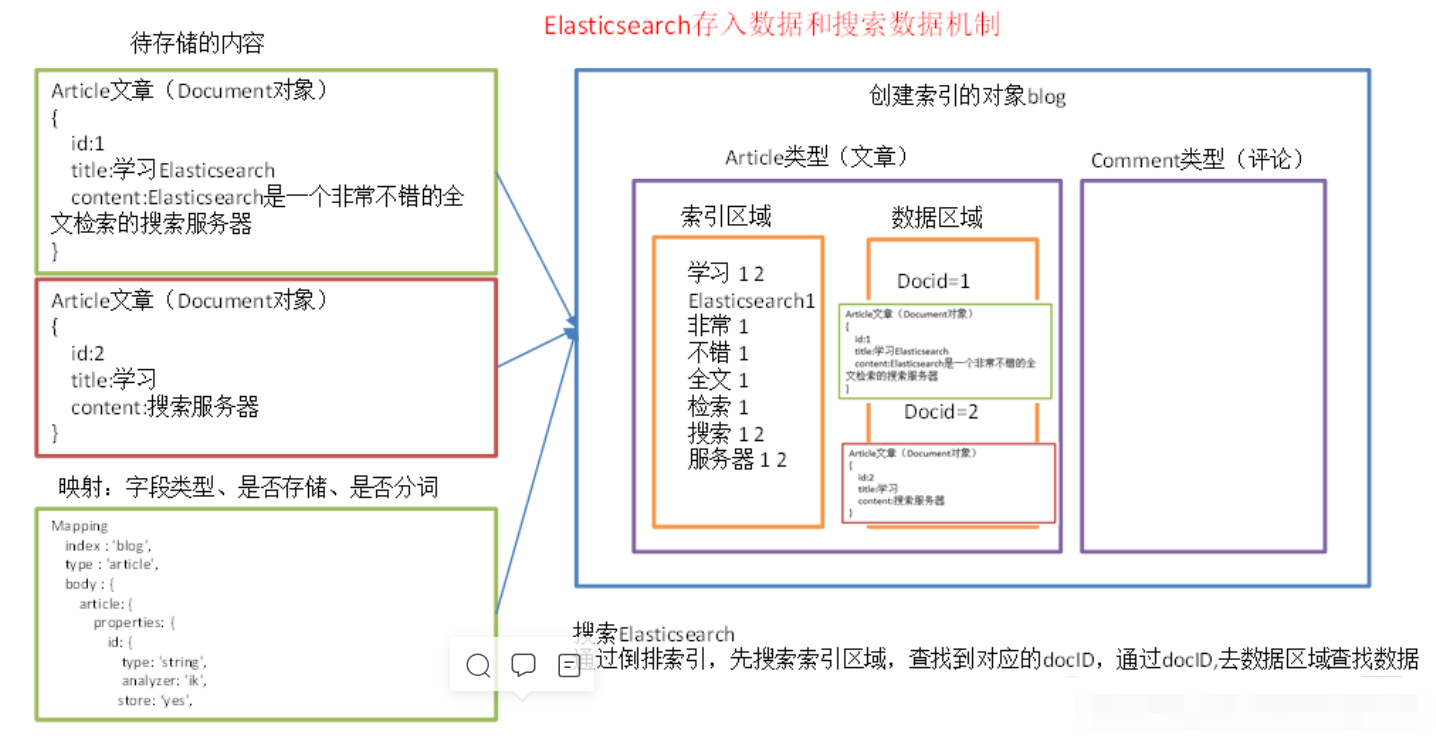 Elasticsearch存入数据和搜索数据机制
待存储的内容
Article文章（Document对象）
{
id:1
title:学习Elasticsearch
content:Elasticsearch是一个非常不错的全
文检索的搜索服务器
}
Article文章（Document对象）
{
id:2
title:学习
content:搜索服务器
}
映射：字段类型、是否存储、是否分词
Mapping
index : 'blog',
type : 'article',
body : {
article: {
properties: {
id: {
type: 'string',
analyzer: 'ik',
store: 'yes',
创建索引的对象blog
Article类型（文章）
索引区域
学习 1 2
Elasticsearch1
非常 1
不错 1
全文 1
检索 1
搜索 1 2
服务器 1 2
数据区域
Docid=1
Article文章（Document对象）
{
id:1
title:学习Elasticsearch
content:Elasticsearch是一个非常不错的全
文检索的搜索服务器
}
Docid=2
Article文章（Document对象）
{
id:2
title:学习
content:搜索服务器
}
Comment类型（评论）
搜索Elasticsearch
通过倒排索引，先搜索索引区域，查找到对应的docID，通过docID,去数据区域查找数据